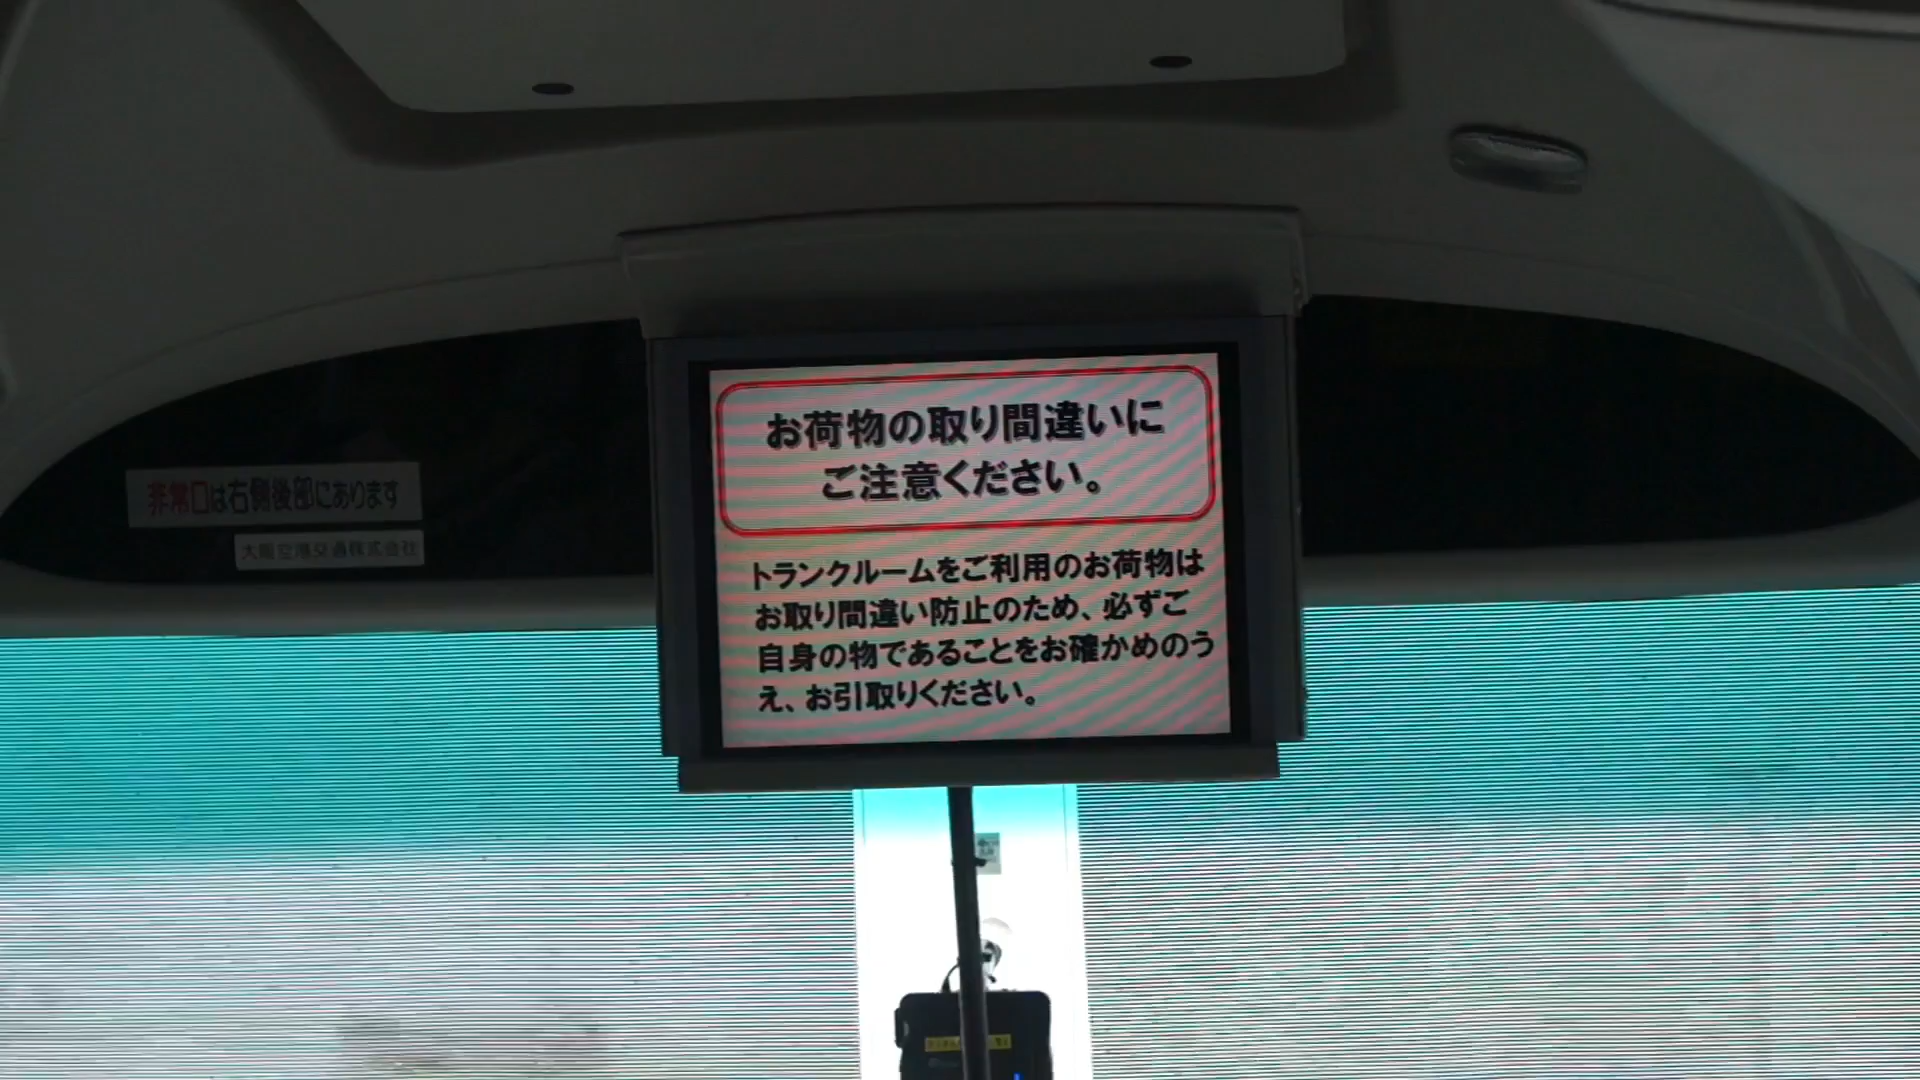 お荷物の取り間違いに
ご注意ください。
トランクルームをご利用のお荷物は
お取り間違い防止のため、必ずご
自身の物であることをお確かめのう
え、お引取りください。
非常口は右側後部にあります
大阪空港交通株式会社